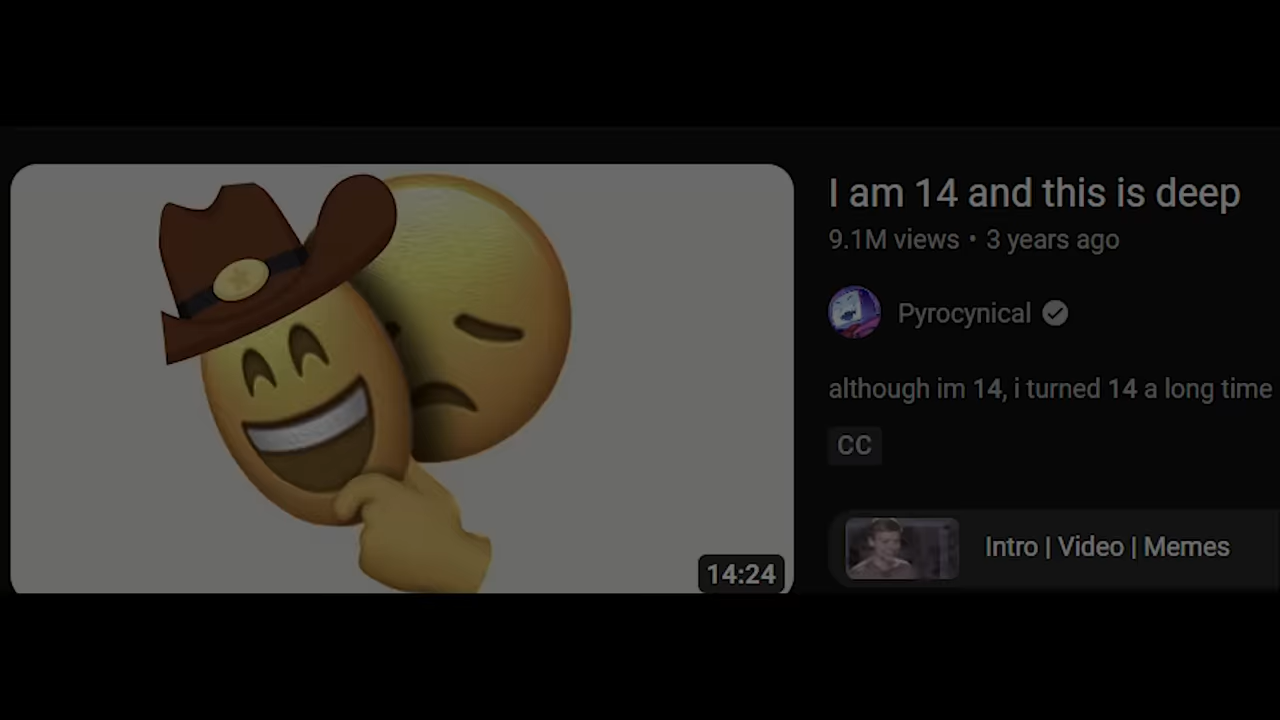 I am 14 and this is deep
9.1M views • 3 years ago
Pyrocynical
although im 14, i turned 14 a long time
CC
14:24
Intro | Video | Memes